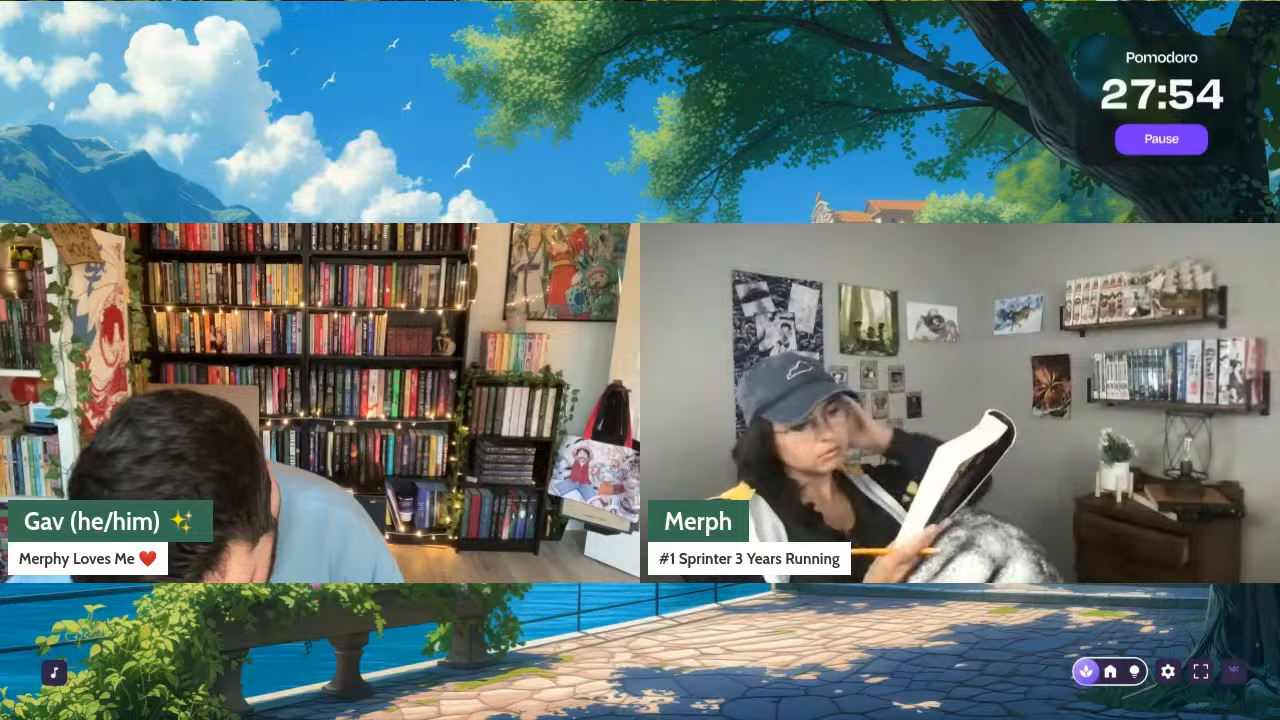 Pomodoro
27:54
Pause
Gav (he/him) ✨
Merphy Loves Me ❤️
Merph
#1 Sprinter 3 Years Running